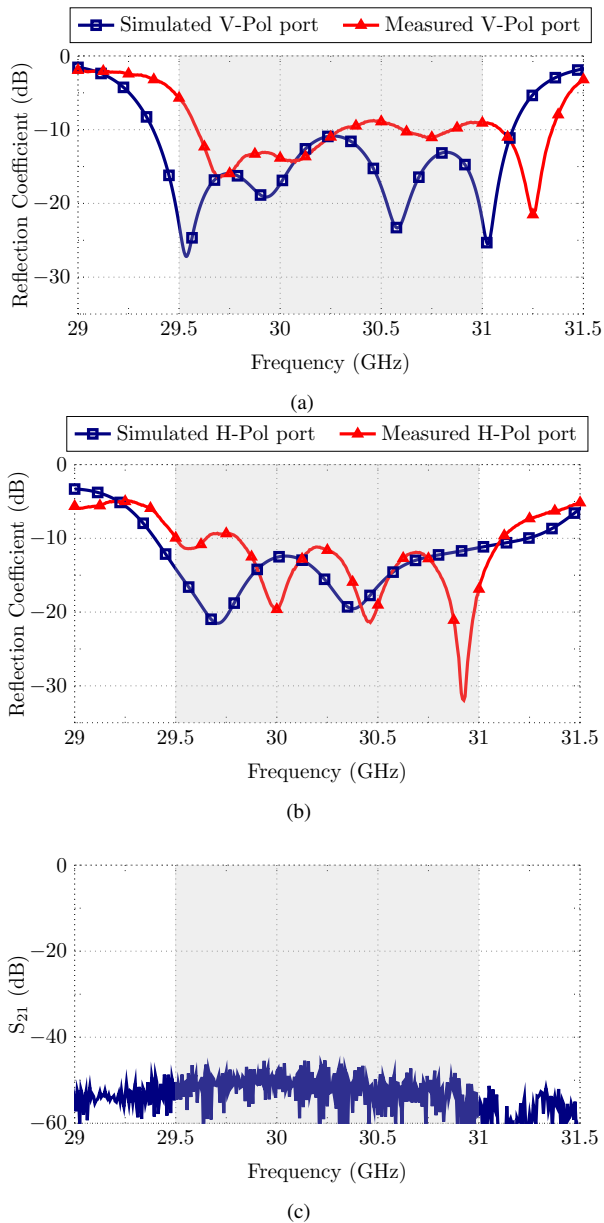 Simulated V-Pol port Measured V-Pol port
0
−10
−20
−30
Reflection Coefficient (dB)
29 29.5 30 30.5 31 31.5
Frequency (GHz)
(a)
Simulated H-Pol port Measured H-Pol port
0
−10
−20
−30
Reflection Coefficient (dB)
29 29.5 30 30.5 31 31.5
Frequency (GHz)
(b)
0
−20
−40
−60
S21 (dB)
29 29.5 30 30.5 31 31.5
Frequency (GHz)
(c)